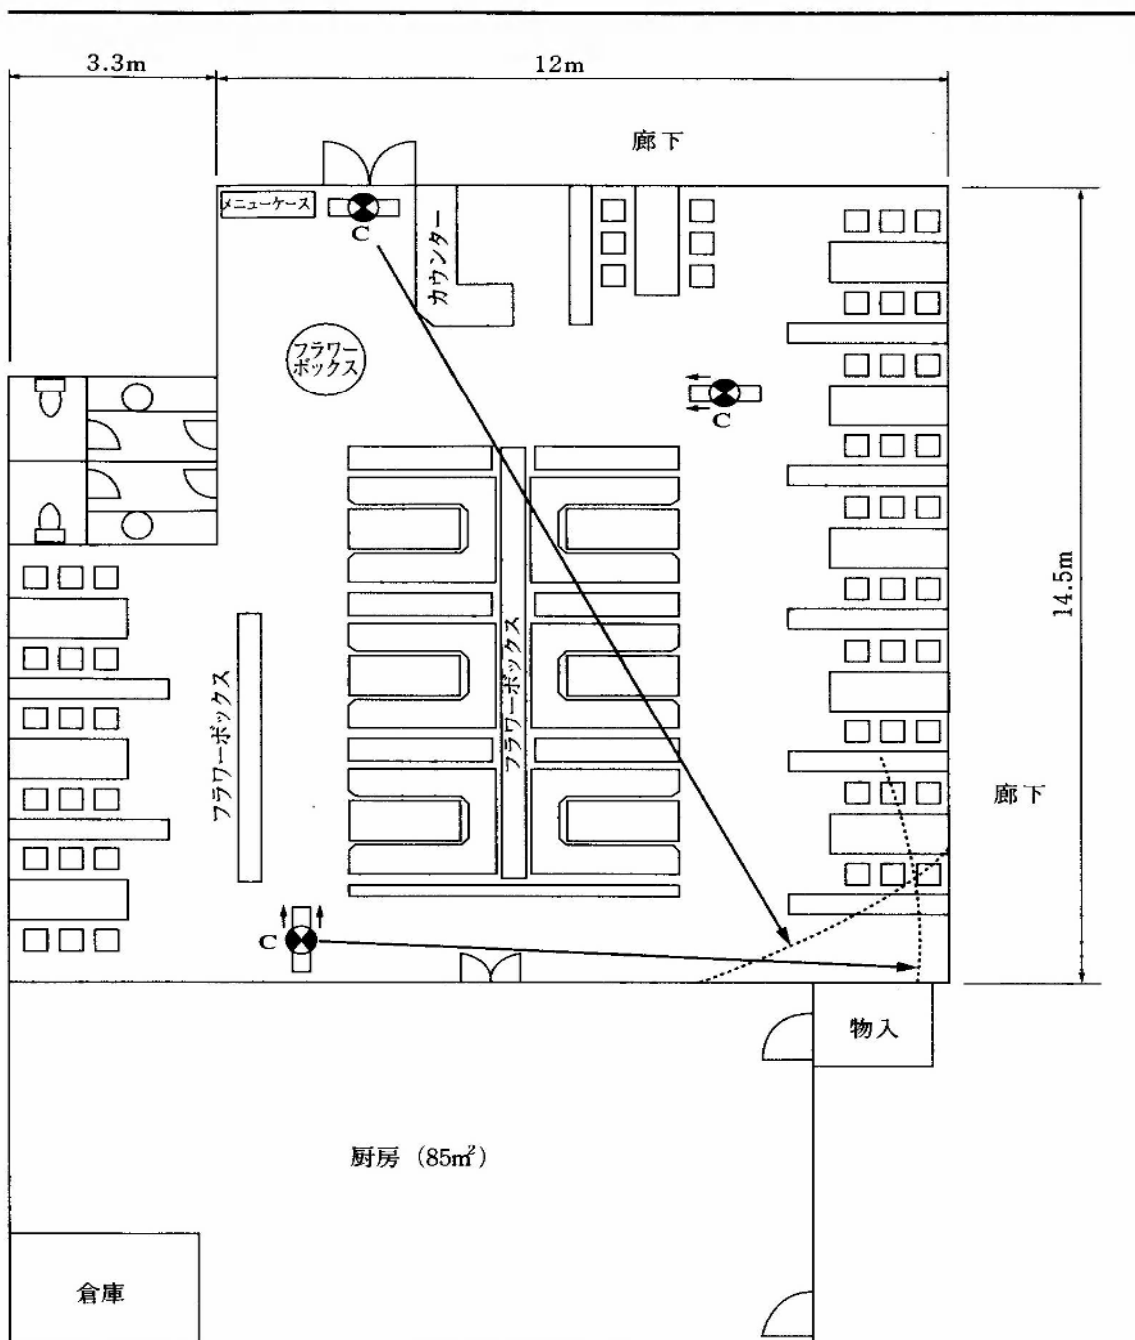 3.3m
12m
廊下
メニューケース
C
カウンター
フラワー
ボックス
C
14.5m
フラワーボックス
フラワーボックス
廊下
C
物入
厨房 (85m²)
倉庫